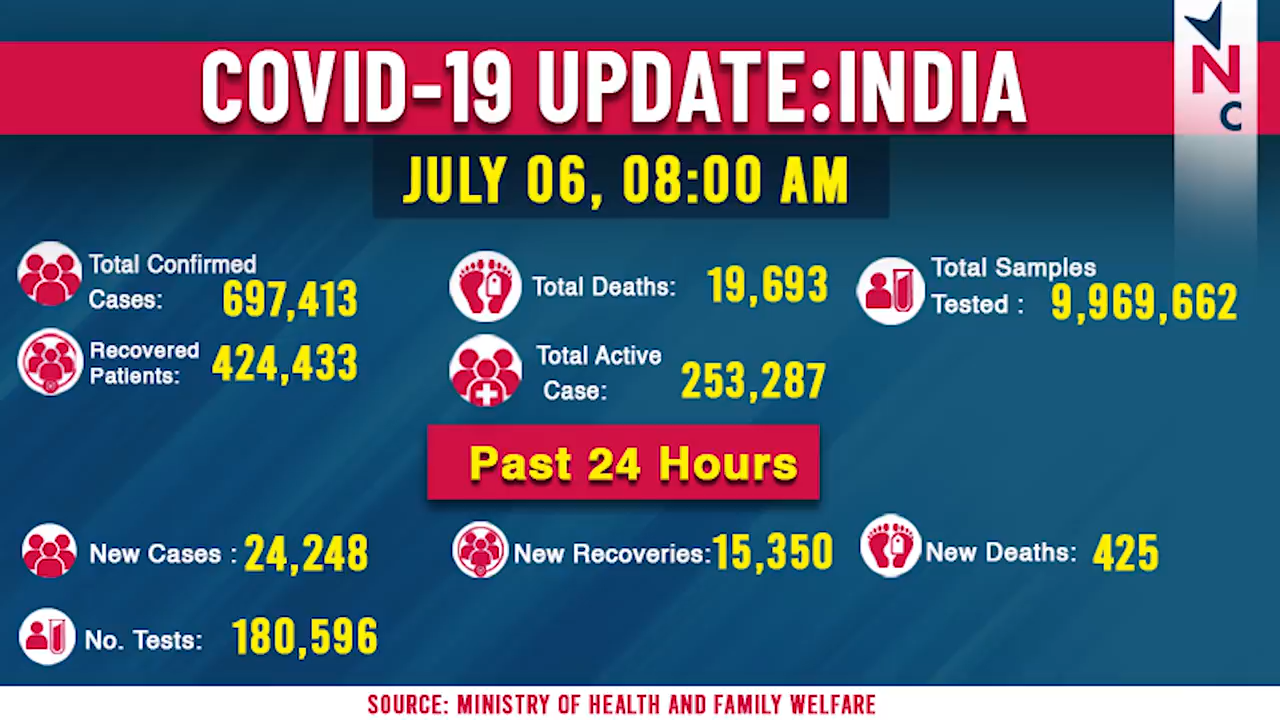 COVID-19 UPDATE:INDIA
N
C
JULY 06, 08:00 AM
Total Confirmed
Cases: 697,413
Total Deaths: 19,693
Total Samples
Tested : 9,969,662
Recovered
Patients: 424,433
Total Active
Case: 253,287
Past 24 Hours
New Cases : 24,248
New Recoveries: 15,350
New Deaths: 425
No. Tests: 180,596
SOURCE: MINISTRY OF HEALTH AND FAMILY WELFARE